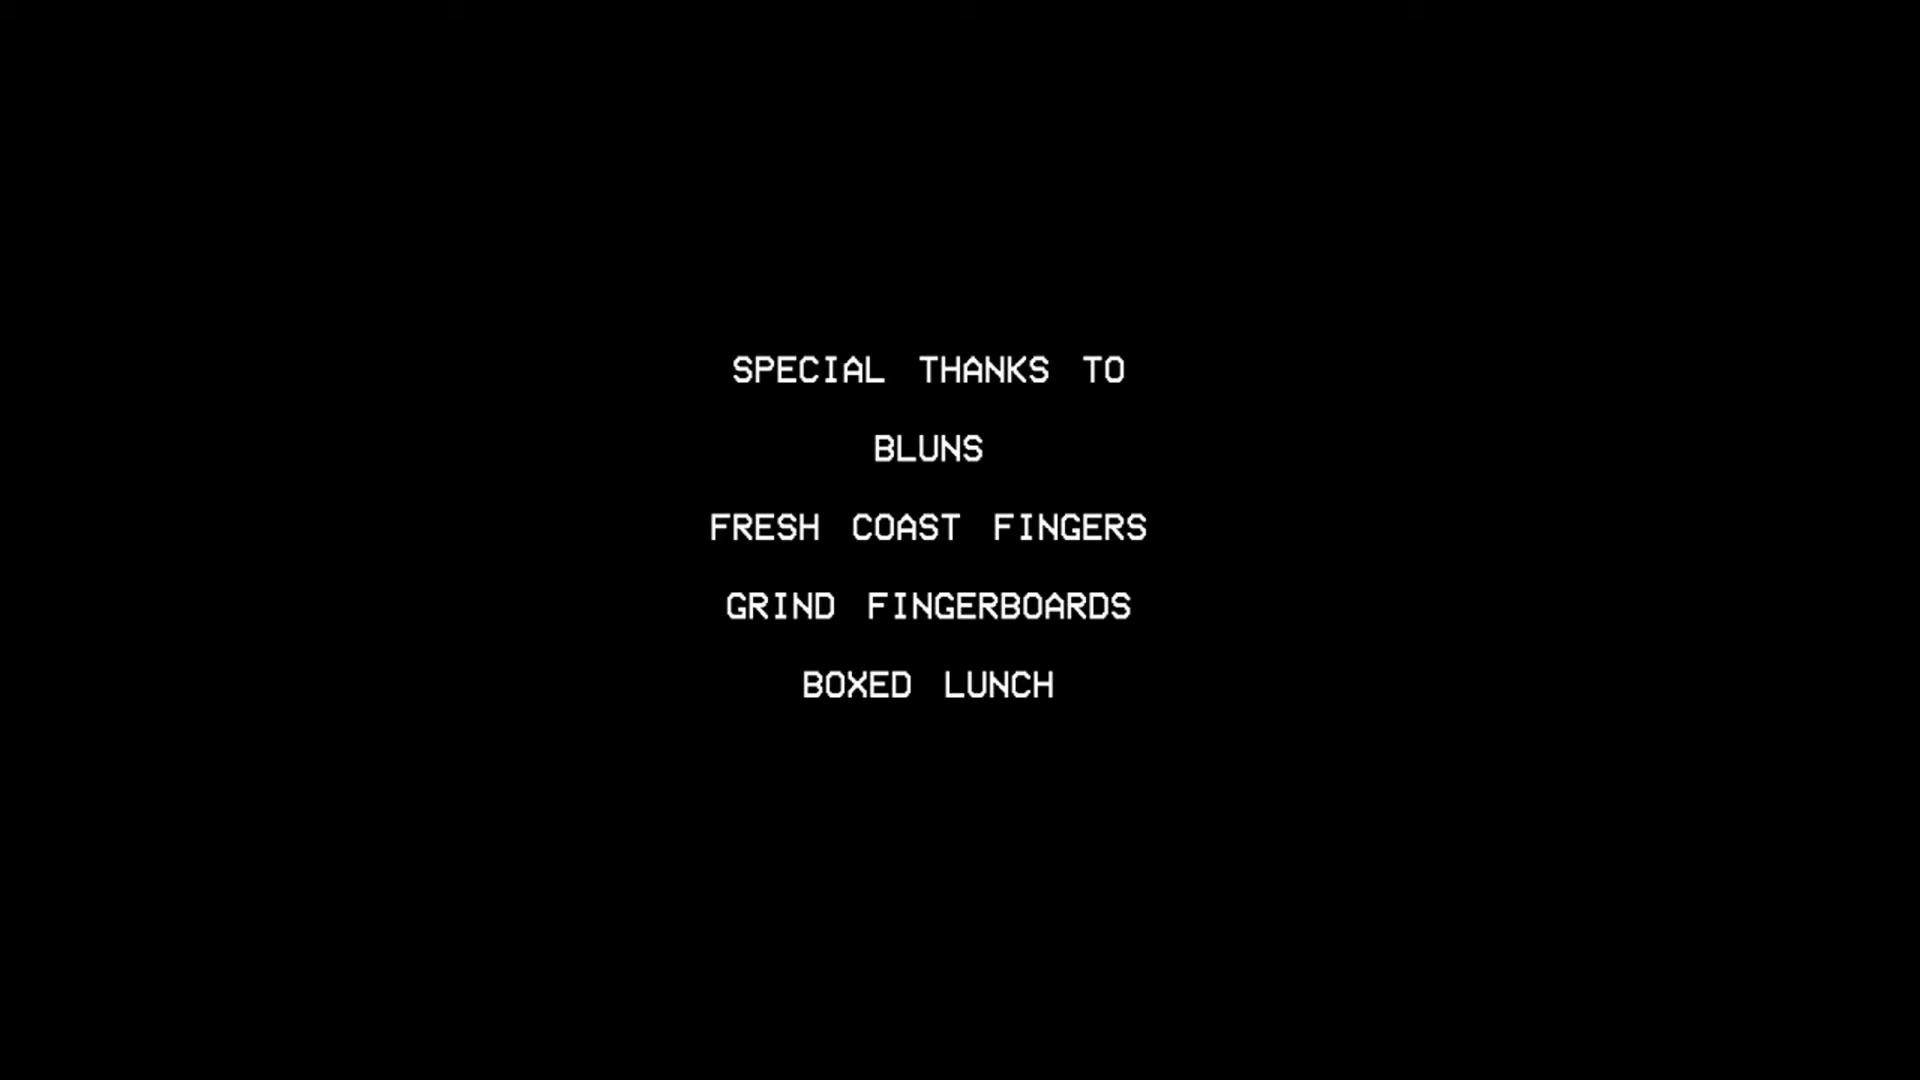 SPECIAL THANKS TO
BLUNS
FRESH COAST FINGERS
GRIND FINGERBOARDS
BOXED LUNCH